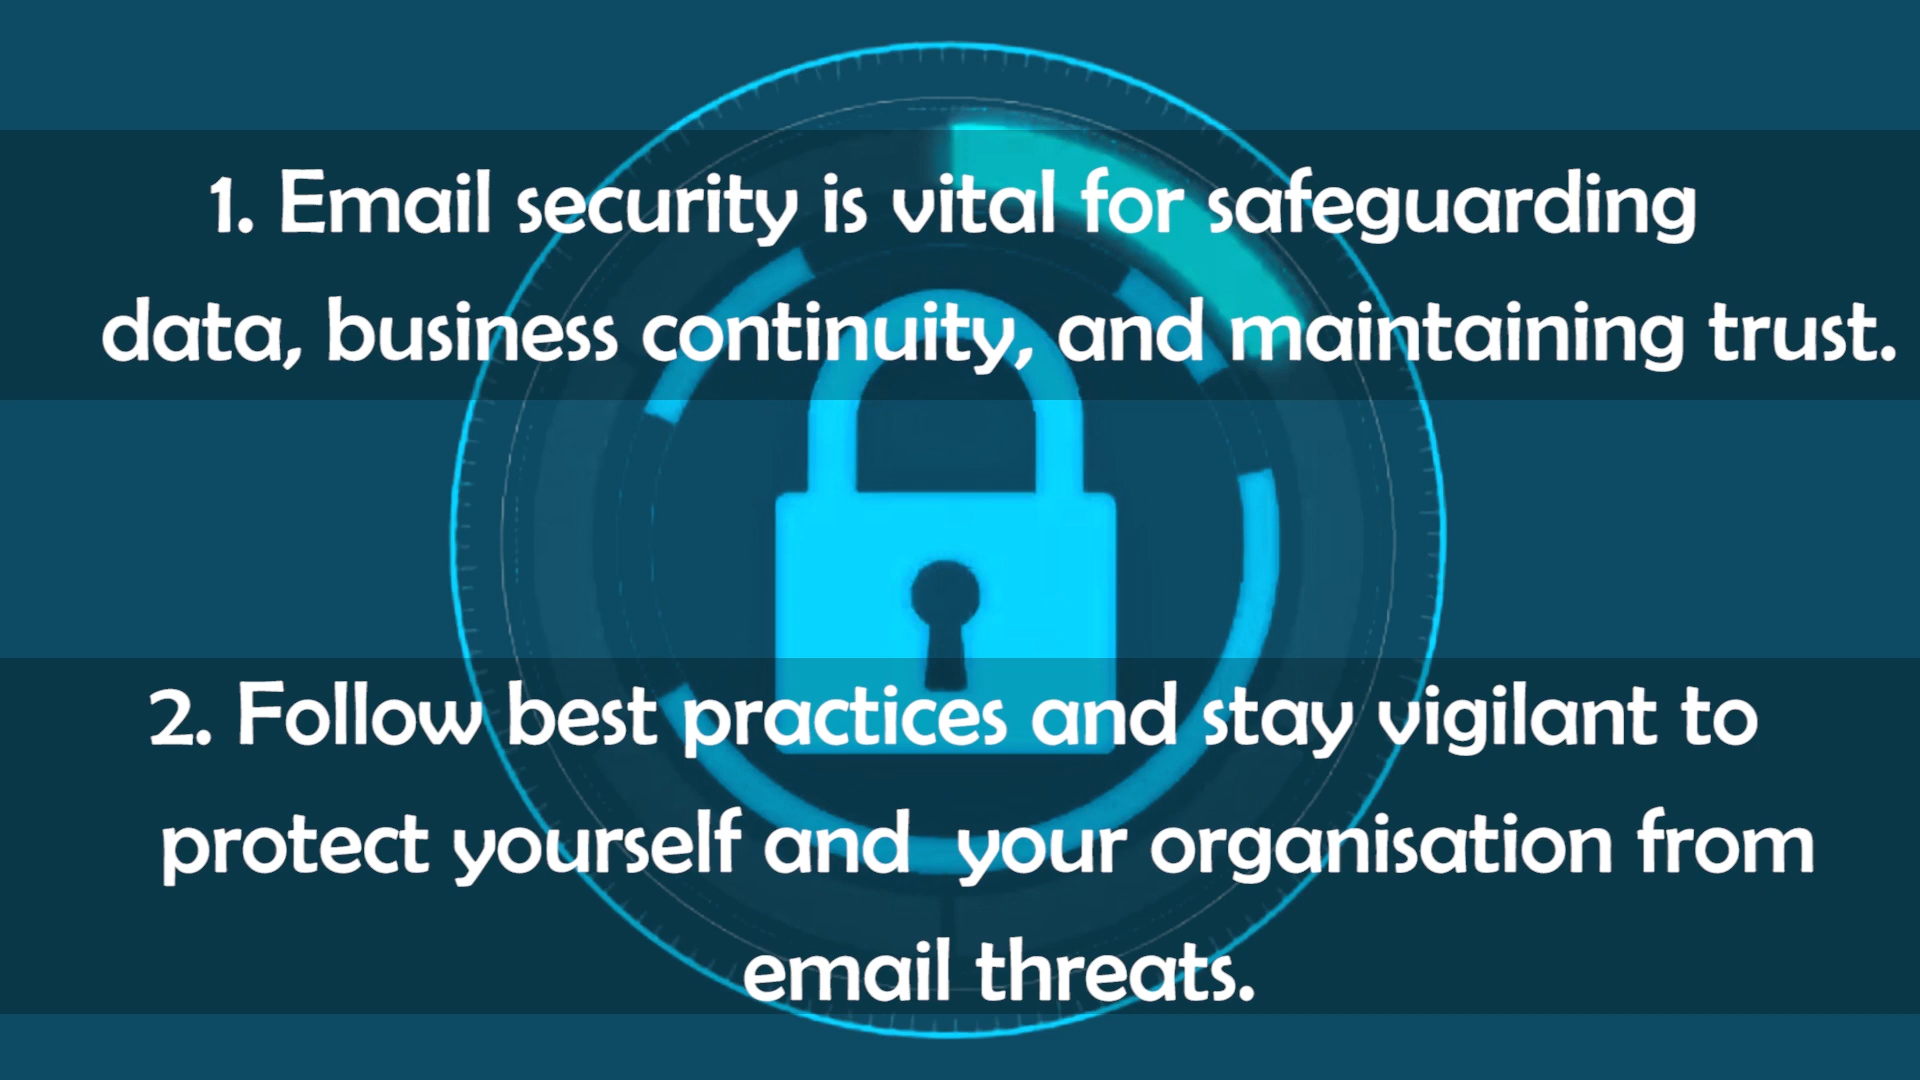 1. Email security is vital for safeguarding
data, business continuity, and maintaining trust.
2. Follow best practices and stay vigilant to
protect yourself and  your organisation from
email threats.